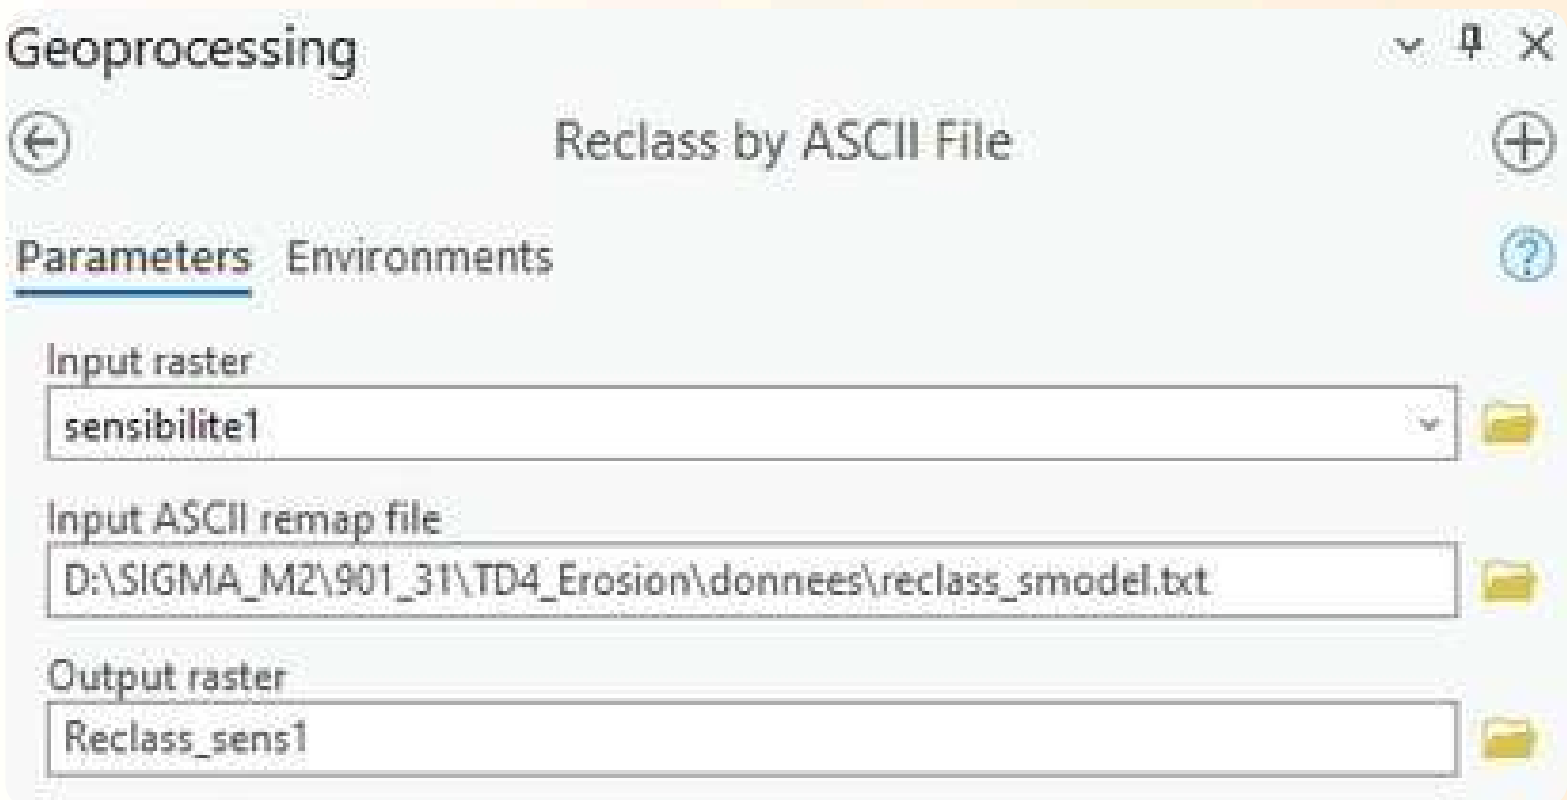 Geoprocessing
Reclass by ASCII File
Parameters Environments
Input raster
sensibilite1
Input ASCII remap file
D:\SIGMA_M2\901_31\TD4_Erosion\donnees\reclass_smodel.txt
Output raster
Reclass_sens1